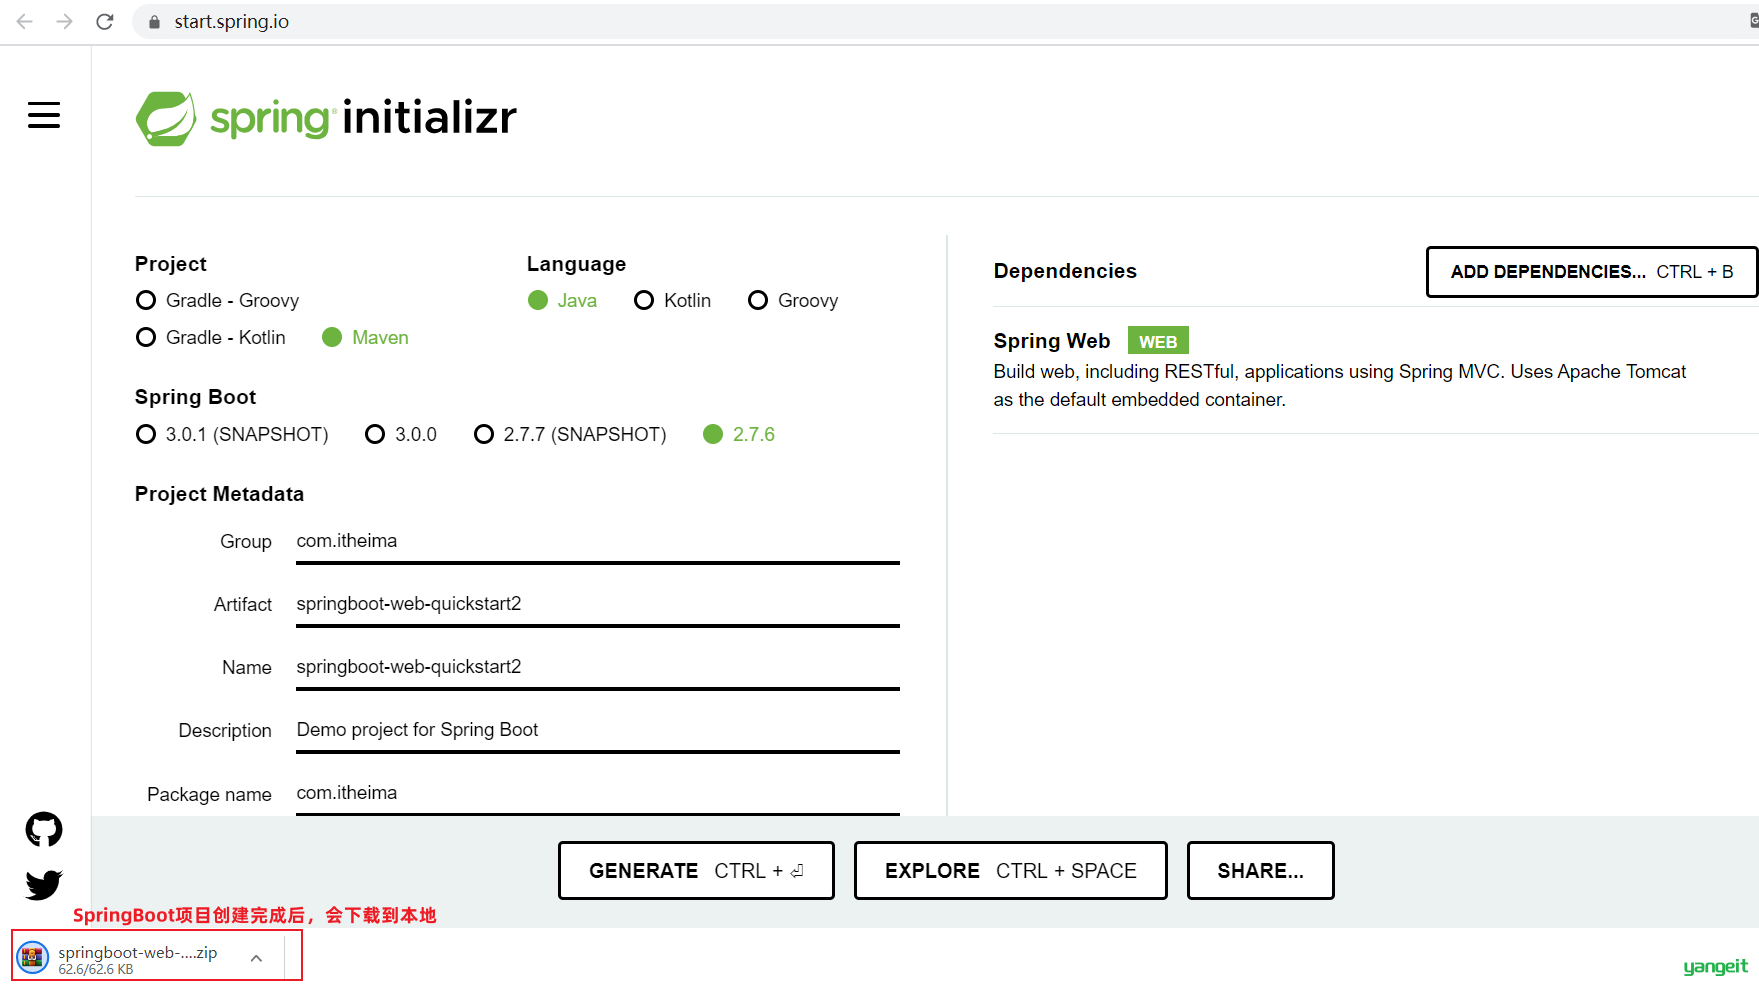 start.spring.io
spring initializr
Project
Gradle - Groovy
Gradle - Kotlin Maven
Language
Java Kotlin Groovy
Spring Boot
3.0.1 (SNAPSHOT) 3.0.0 2.7.7 (SNAPSHOT) 2.7.6
Project Metadata
Group com.itheima
Artifact springboot-web-quickstart2
Name springboot-web-quickstart2
Description Demo project for Spring Boot
Package name com.itheima
Dependencies
ADD DEPENDENCIES... CTRL + B
Spring Web WEB
Build web, including RESTful, applications using Spring MVC. Uses Apache Tomcat
as the default embedded container.
GENERATE CTRL + ⏎
EXPLORE CTRL + SPACE
SHARE...
SpringBoot项目创建完成后，会下载到本地
springboot-web-....zip
62.6/62.6 KB
yangeit